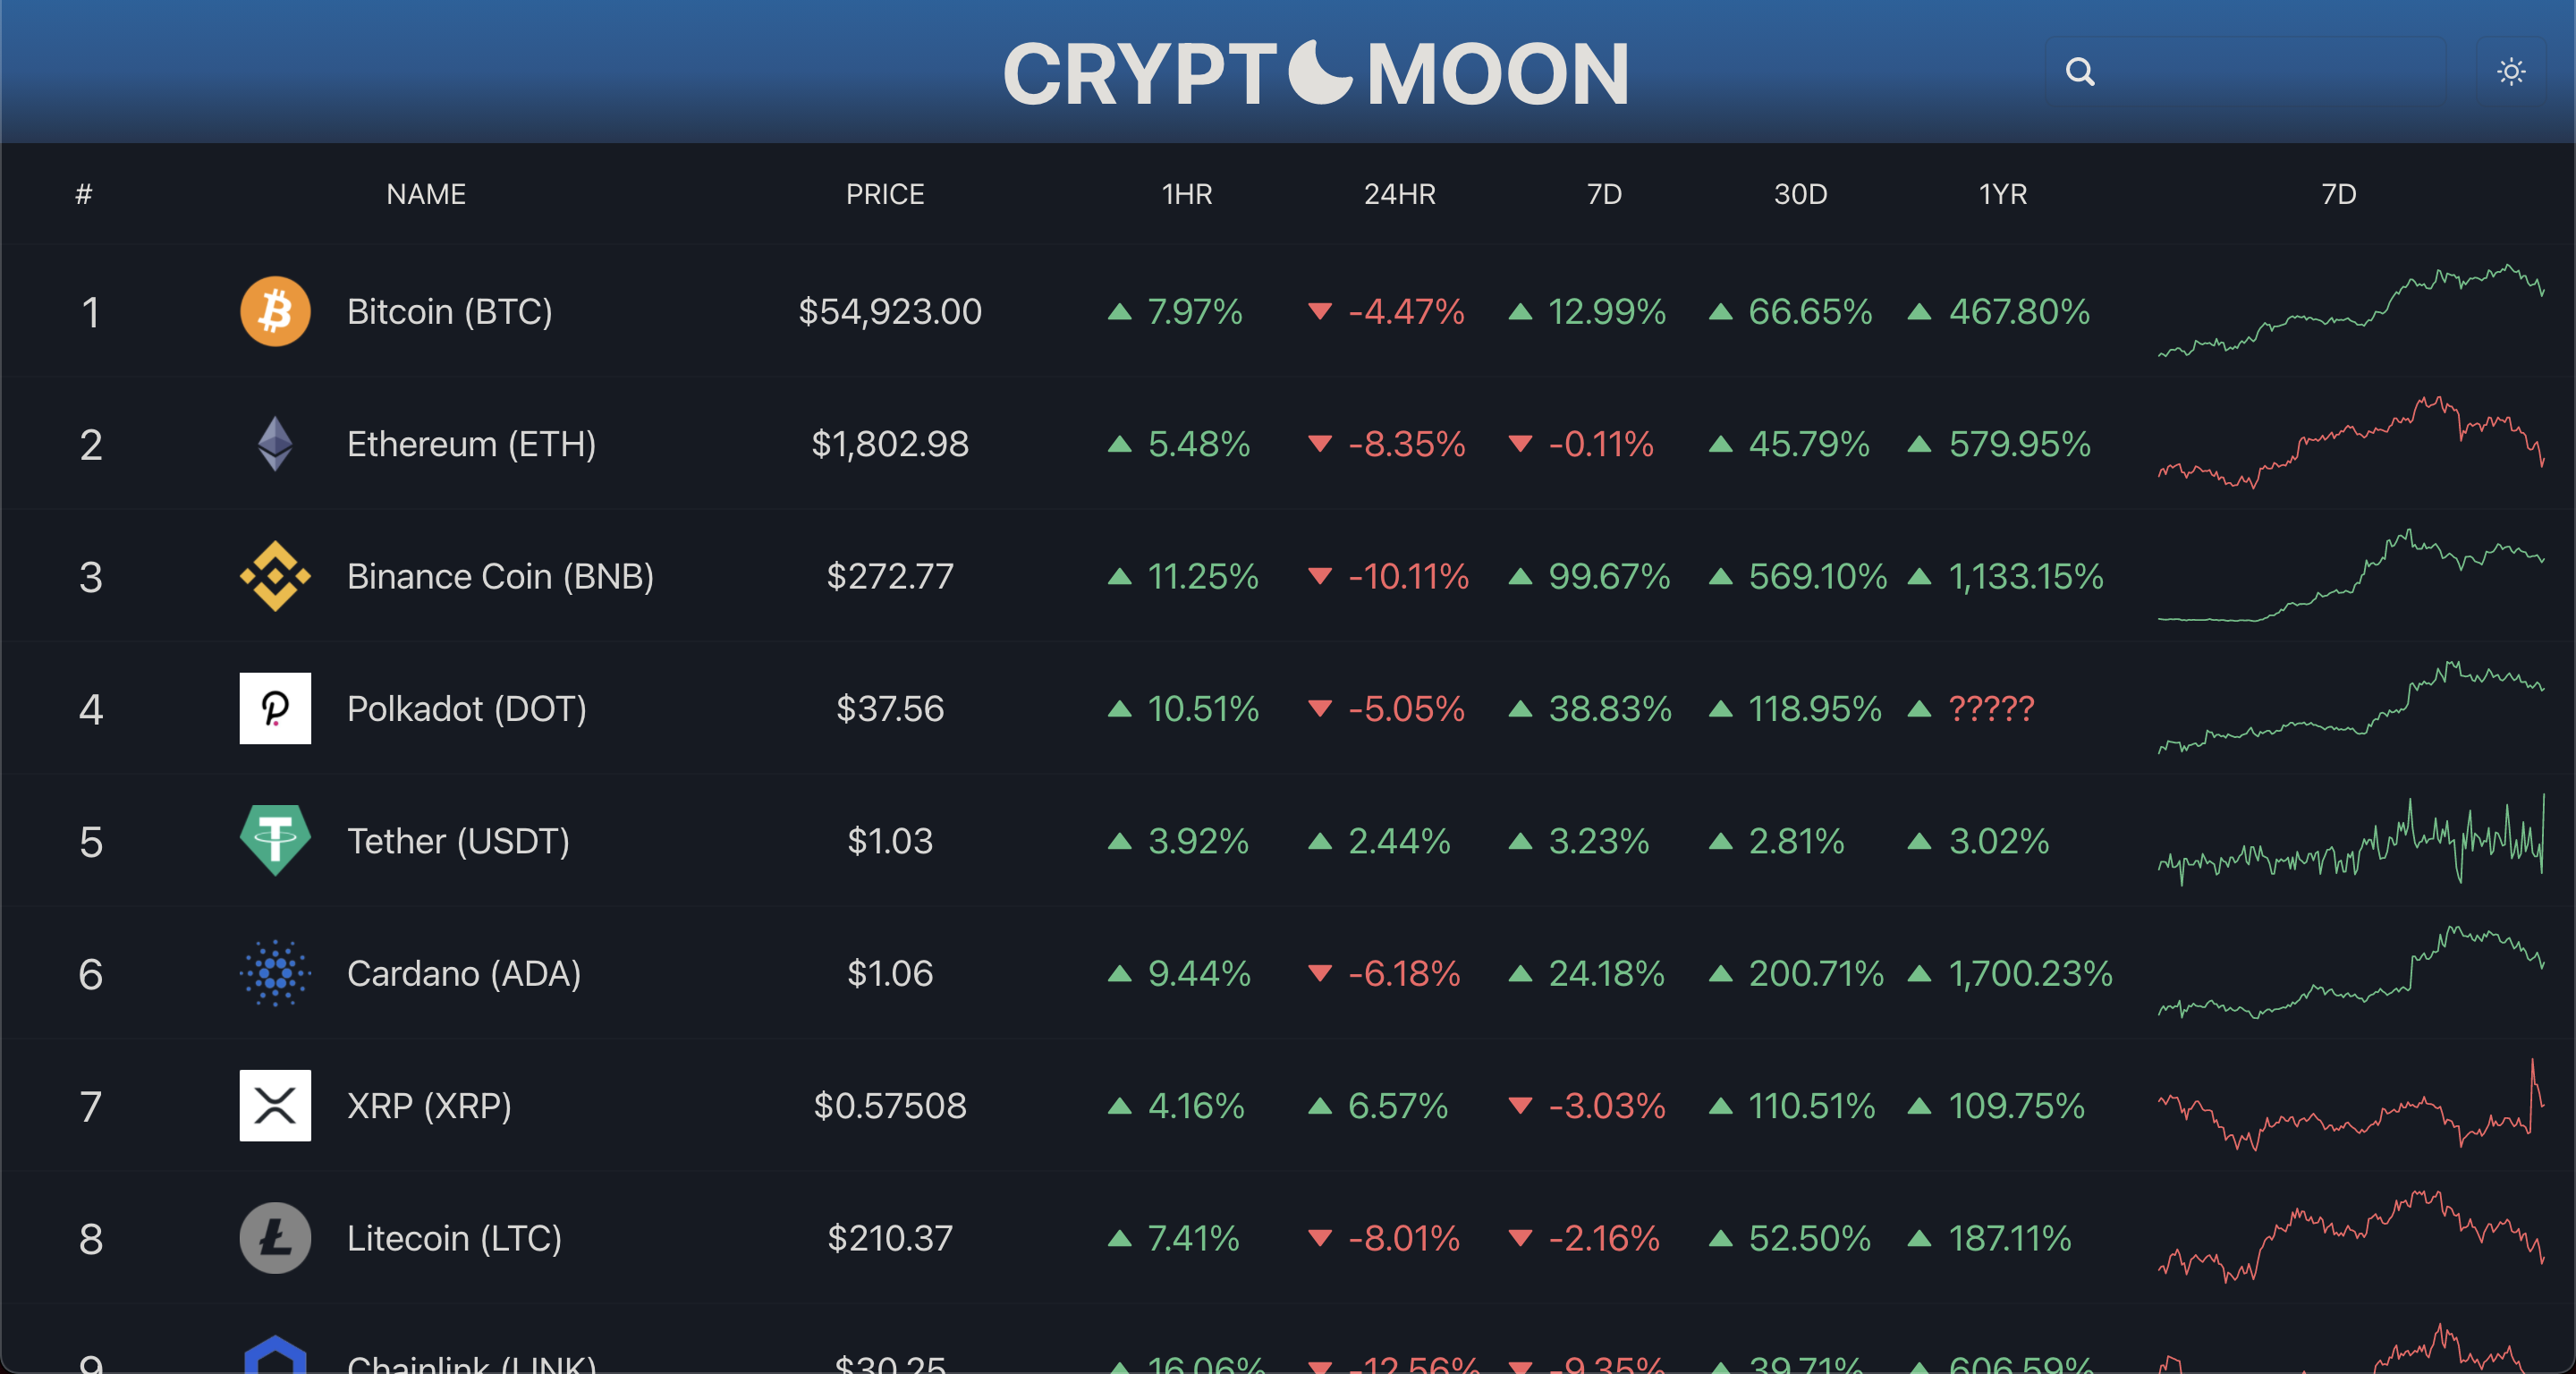 CRYPTMOON
# NAME PRICE 1HR 24HR 7D 30D 1YR 7D
1 Bitcoin (BTC) $54,923.00 7.97% -4.47% 12.99% 66.65% 467.80%
2 Ethereum (ETH) $1,802.98 5.48% -8.35% -0.11% 45.79% 579.95%
3 Binance Coin (BNB) $272.77 11.25% -10.11% 99.67% 569.10% 1,133.15%
4 Polkadot (DOT) $37.56 10.51% -5.05% 38.83% 118.95% ?????
5 Tether (USDT) $1.03 3.92% 2.44% 3.23% 2.81% 3.02%
6 Cardano (ADA) $1.06 9.44% -6.18% 24.18% 200.71% 1,700.23%
7 XRP (XRP) $0.57508 4.16% 6.57% -3.03% 110.51% 109.75%
8 Litecoin (LTC) $210.37 7.41% -8.01% -2.16% 52.50% 187.11%
9 Chainlink (LINK) $30.25 16.06% -12.56% -9.35% 39.71% 606.59%